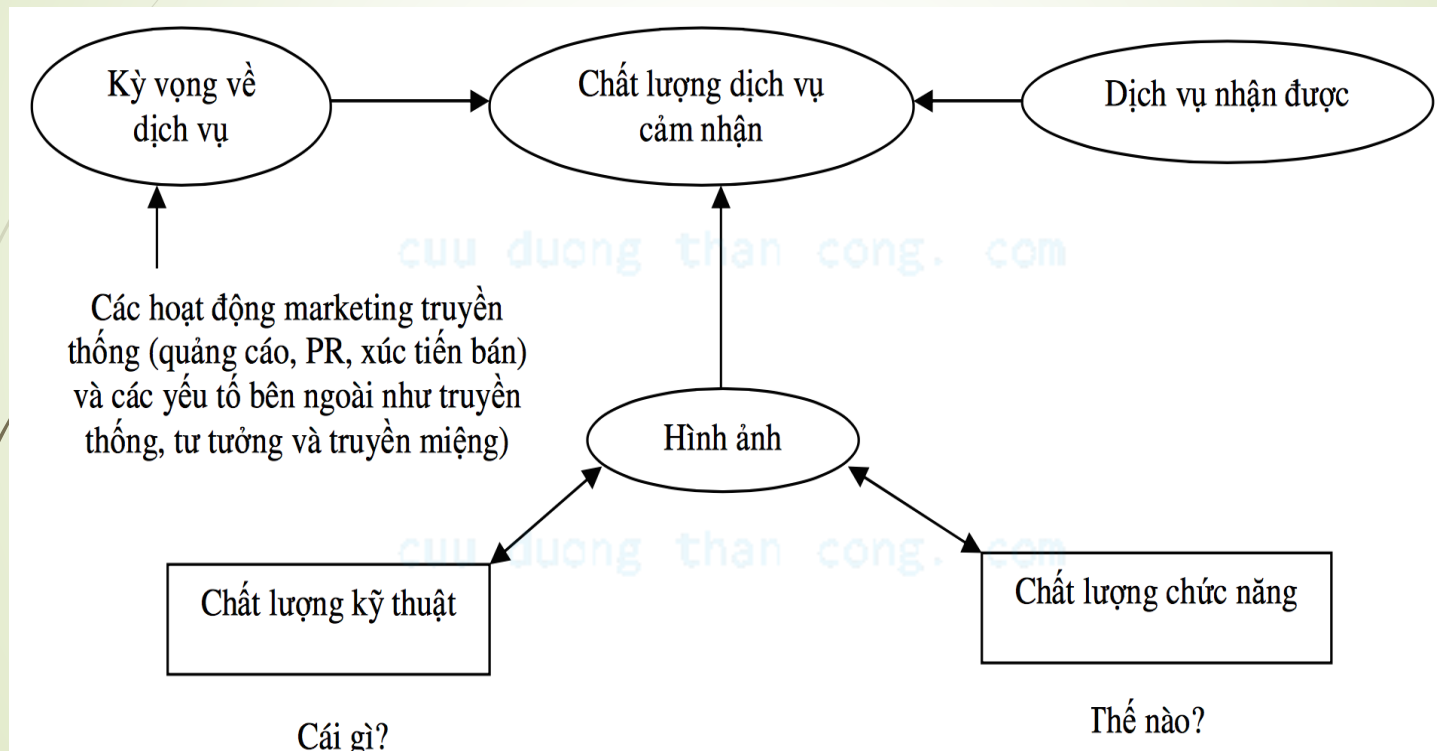 Kỳ vọng về
dịch vụ
Chất lượng dịch vụ
cảm nhận
Dịch vụ nhận được
cuu duong than cong. com
Các hoạt động marketing truyền
thống (quảng cáo, PR, xúc tiến bán)
và các yếu tố bên ngoài như truyền
thống, tư tưởng và truyền miệng)
Hình ảnh
cuu duong than cong. com
Chất lượng kỹ thuật
Chất lượng chức năng
Cái gì?
Thế nào?